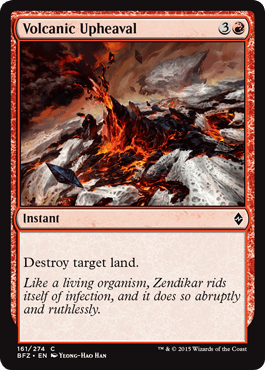 Volcanic Upheaval 3
Instant
Destroy target land.
Like a living organism, Zendikar rids
itself of infection, and it does so abruptly
and ruthlessly.
161/274 C
BFZ • EN Yeong-Hao Han
™ & © 2015 Wizards of the Coast